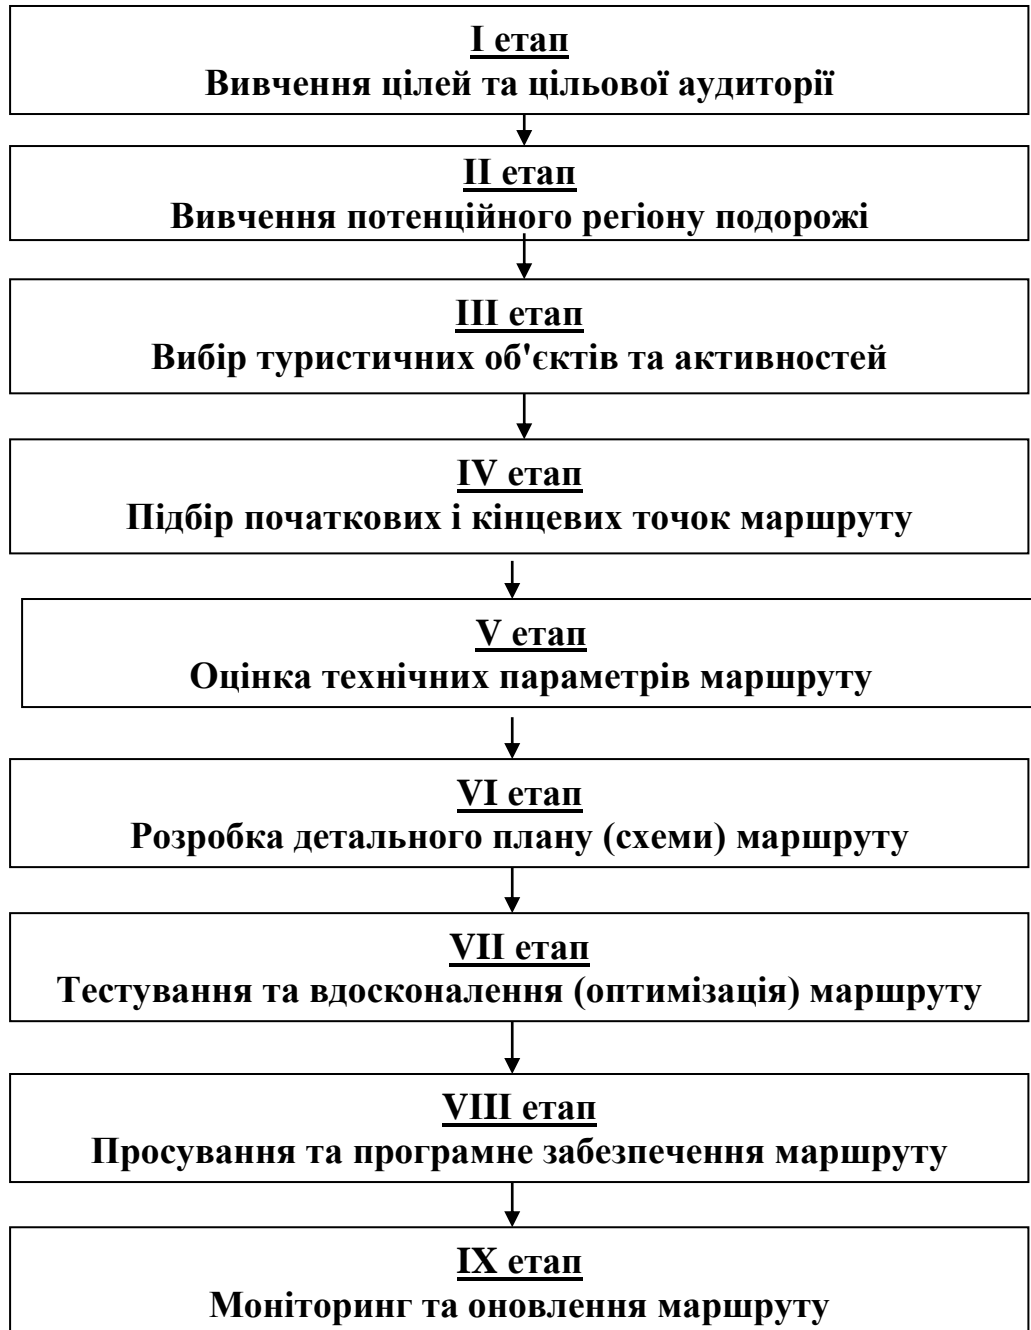 I етап
Вивчення цілей та цільової аудиторії
II етап
Вивчення потенційного регіону подорожі
III етап
Вибір туристичних об'єктів та активностей
IV етап
Підбір початкових і кінцевих точок маршруту
V етап
Оцінка технічних параметрів маршруту
VI етап
Розробка детального плану (схеми) маршруту
VII етап
Тестування та вдосконалення (оптимізація) маршруту
VIII етап
Просування та програмне забезпечення маршруту
IX етап
Моніторинг та оновлення маршруту